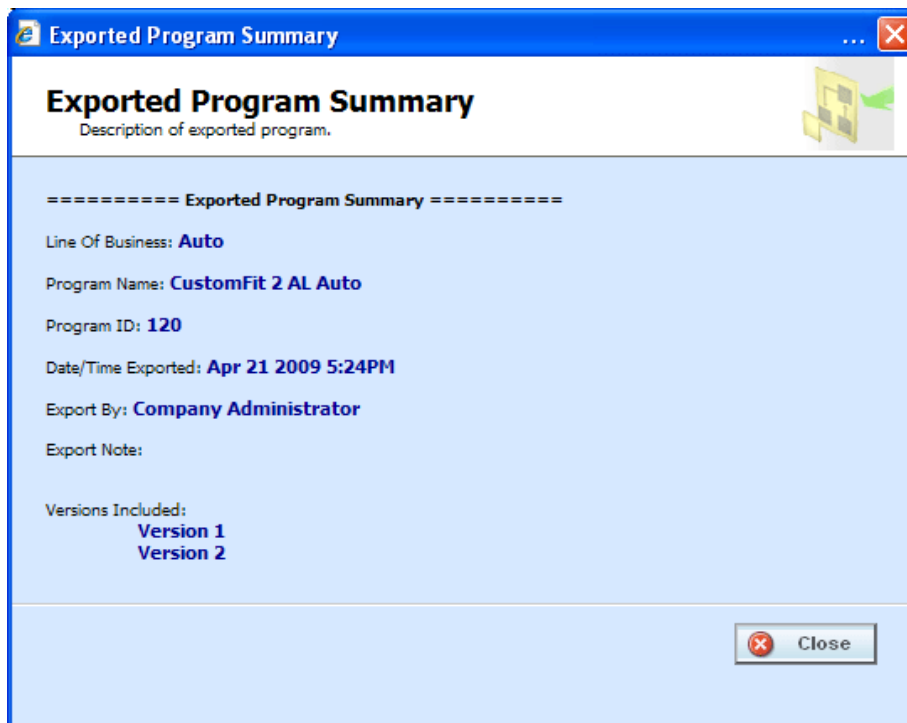 Exported Program Summary ...
Exported Program Summary
Description of exported program.
========== Exported Program Summary ==========
Line Of Business: Auto
Program Name: CustomFit 2 AL Auto
Program ID: 120
Date/Time Exported: Apr 21 2009 5:24PM
Export By: Company Administrator
Export Note:
Versions Included:
Version 1
Version 2
Close